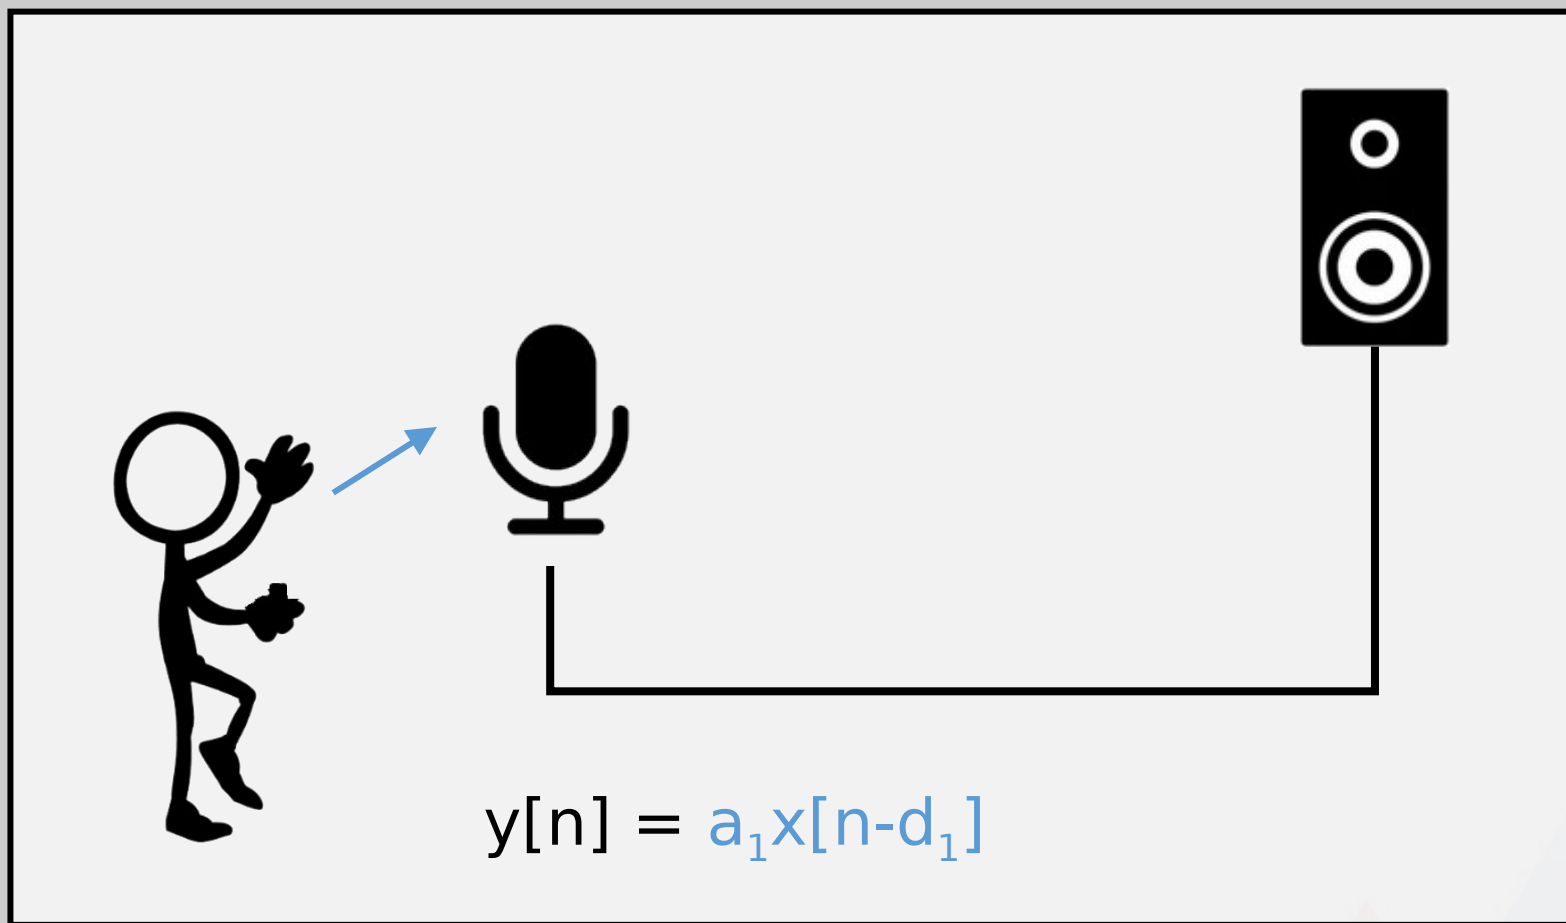 y[n] = a₁x[n-d₁]